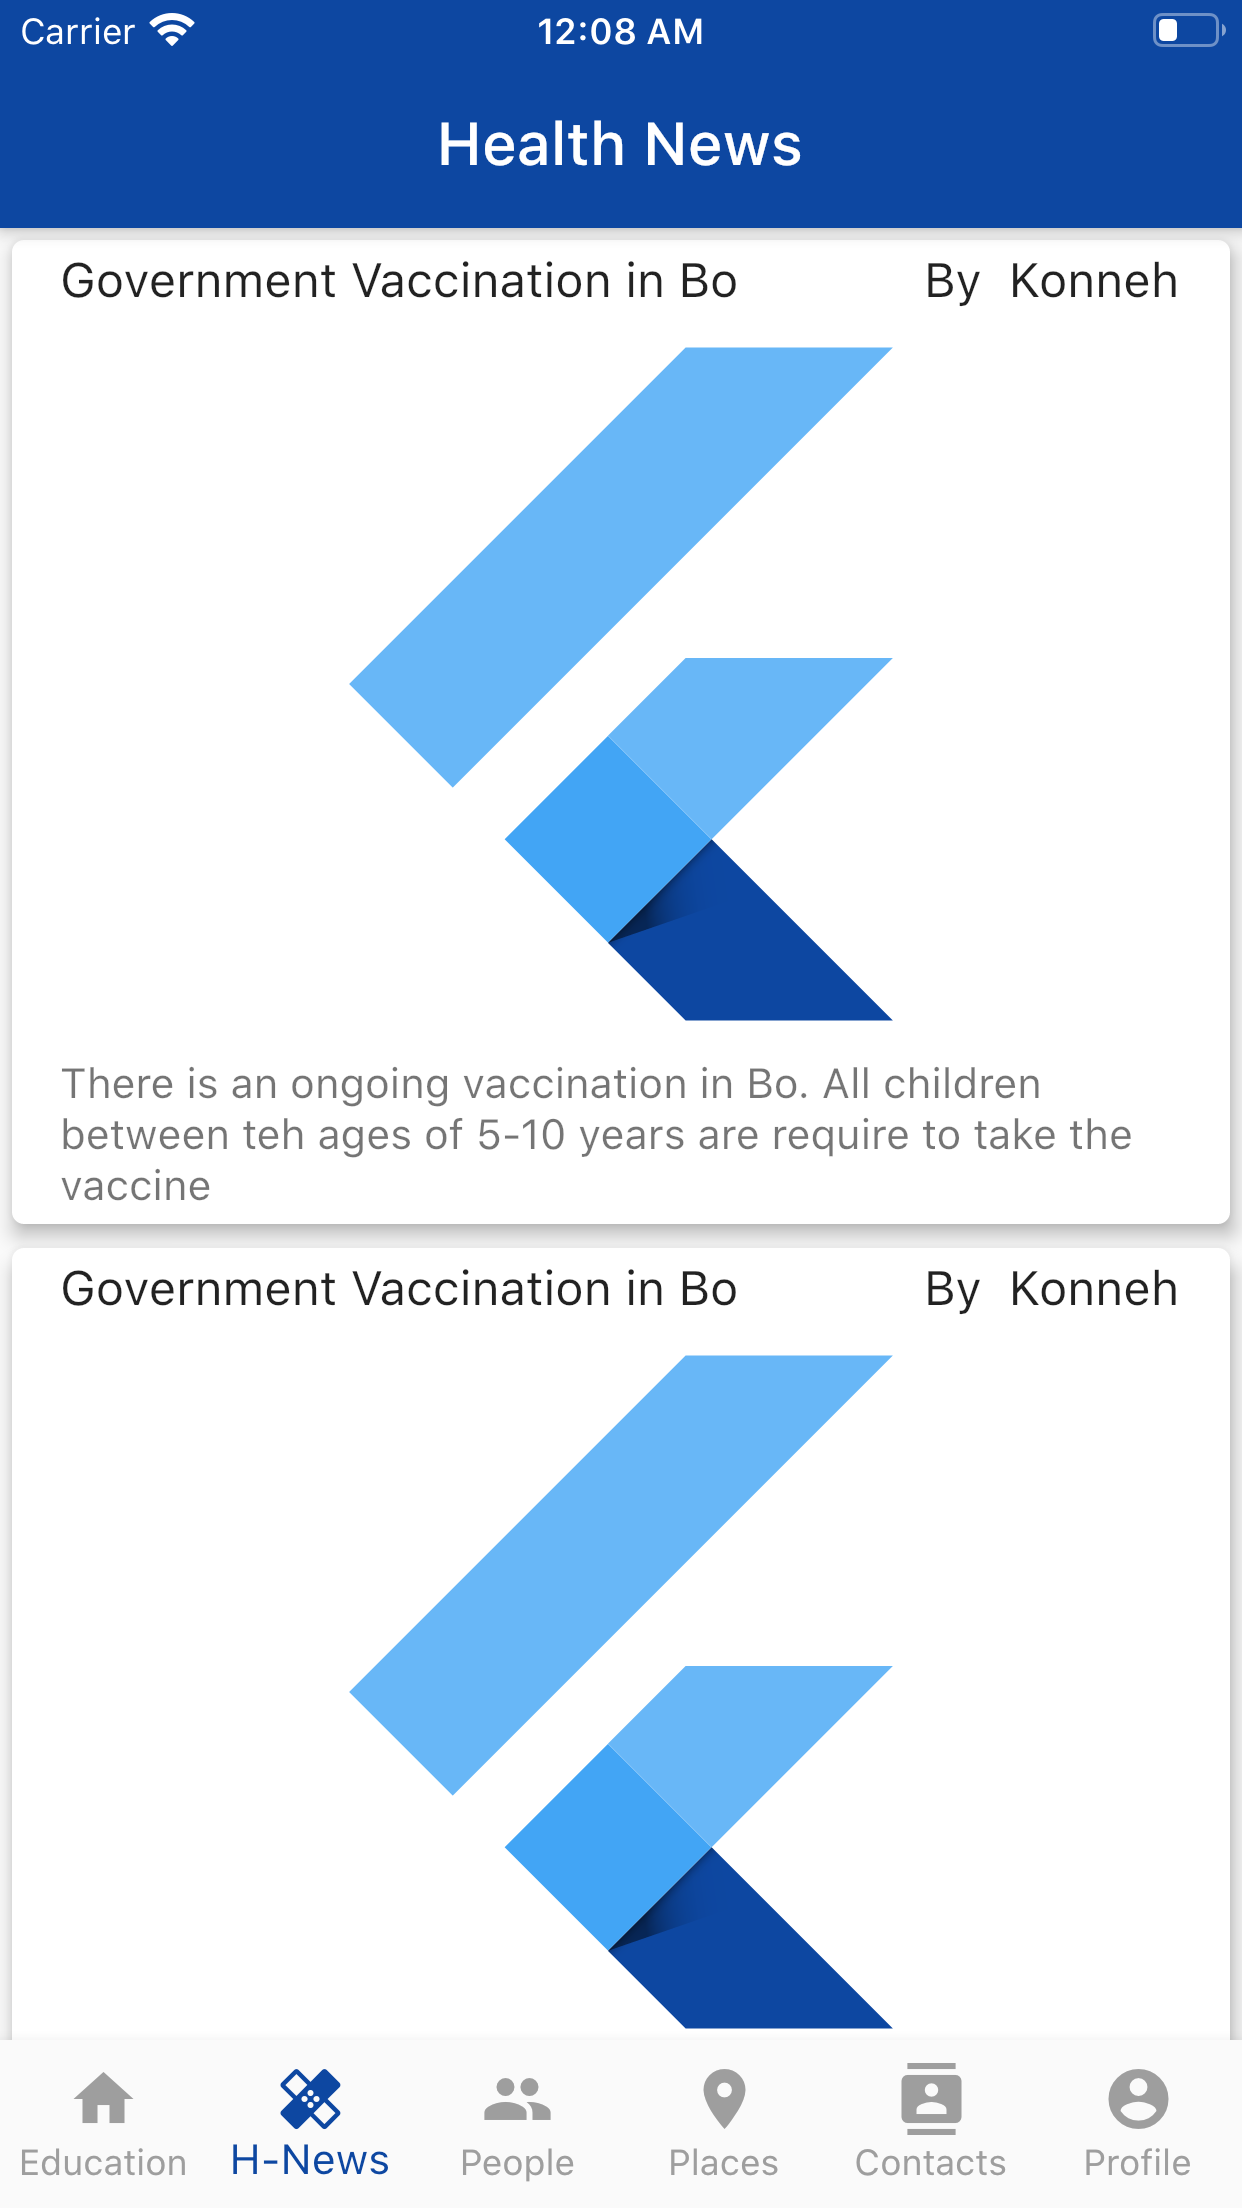 Carrier 12:08 AM
Health News
Government Vaccination in Bo By Konneh
There is an ongoing vaccination in Bo. All children
between teh ages of 5-10 years are require to take the
vaccine
Government Vaccination in Bo By Konneh
Education H-News People Places Contacts Profile